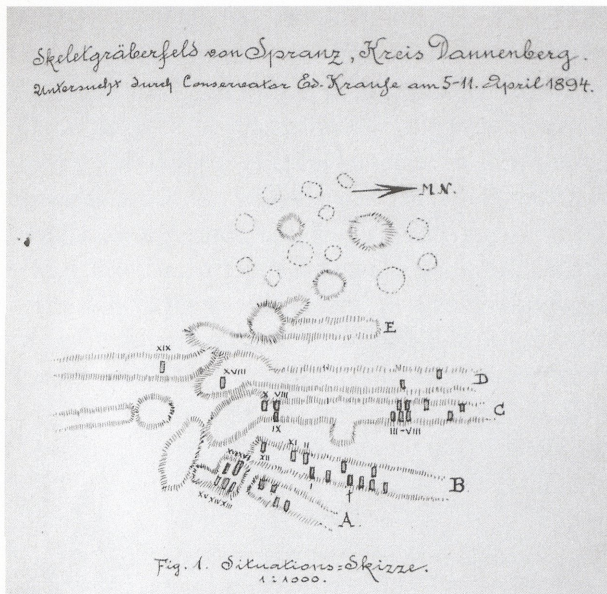 Skeletgräberfeld von Spranz, Kreis Dannenberg.
Untersucht durch Conservator Ed. Krause am 5-11. April 1894.
M.N.
E
XIX
XVIII
D
X VIII
C
IX
III-VIII
XI II
XII
B
I
A.
Fig. 1. Situations=Skizze.
1:1000.